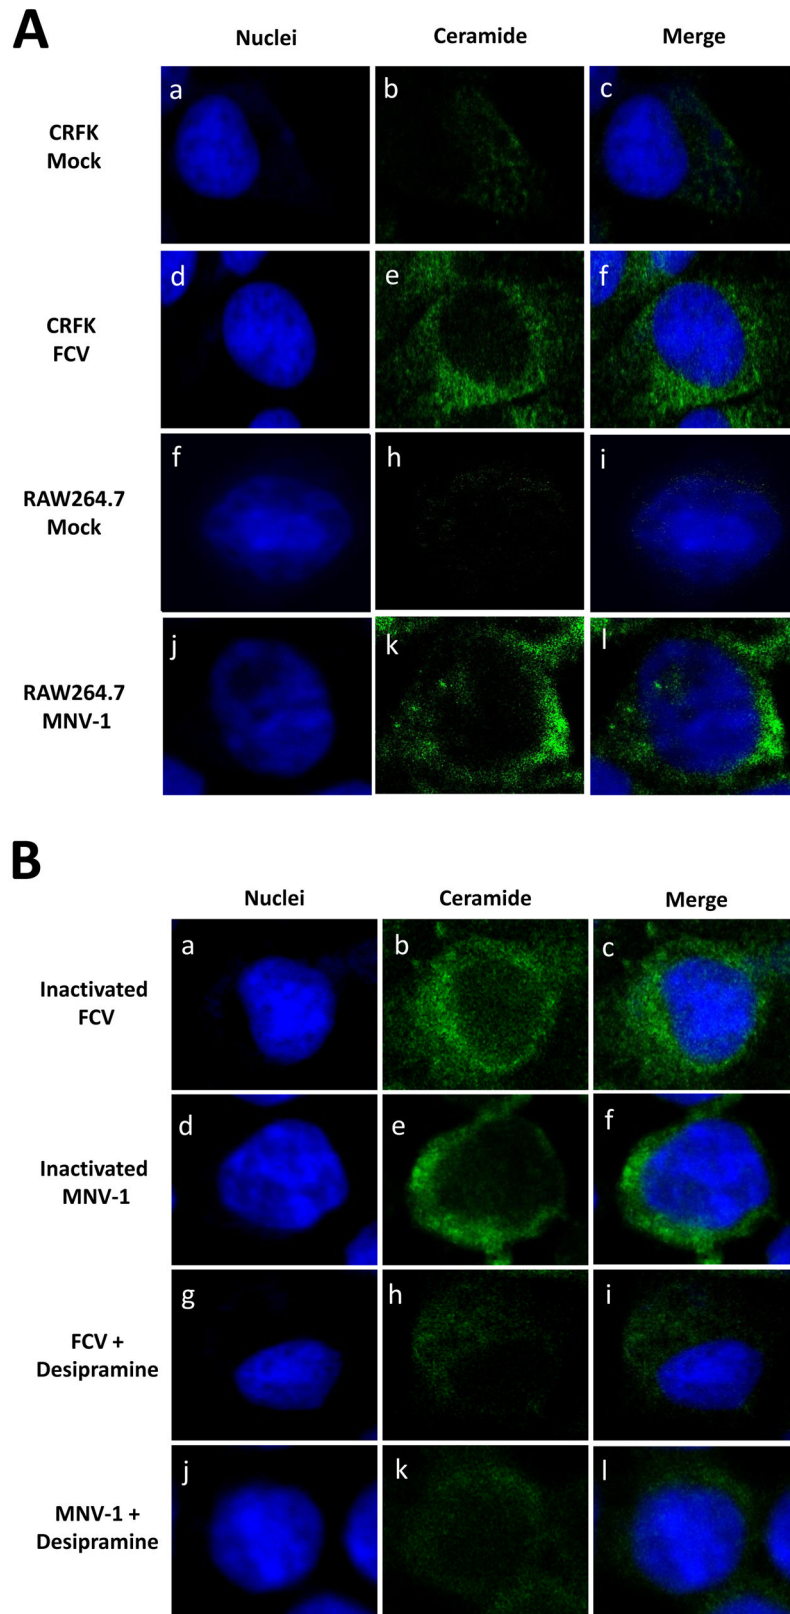 A
Nuclei Ceramide Merge
CRFK
Mock
a b c
CRFK
FCV
d e f
RAW264.7
Mock
f h i
RAW264.7
MNV-1
j k l
B
Nuclei Ceramide Merge
Inactivated
FCV
a b c
Inactivated
MNV-1
d e f
FCV +
Desipramine
g h i
MNV-1 +
Desipramine
j k l